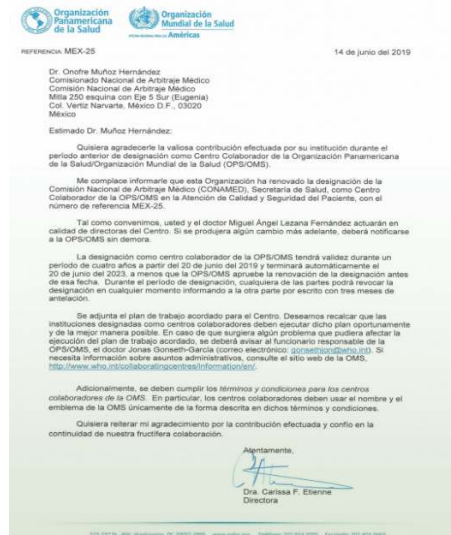 Organización
Panamericana
de la Salud
Organización
Mundial de la Salud
Américas
REFERENCIA: MEX-25
14 de junio del 2019
Dr. Onofre Muñoz Hernández
Comisionado Nacional de Arbitraje Médico
Comisión Nacional de Arbitraje Médico
Mitla 250 esquina con Eje 5 Sur (Eugenia)
Col. Vertiz Narvarte, México D.F., 03020
México
Estimado Dr. Muñoz Hernández:
Quisiera agradecerle la valiosa contribución efectuada por su institución durante el
período anterior de designación como Centro Colaborador de la Organización Panamericana
de la Salud/Organización Mundial de la Salud (OPS/OMS).
Me complace informarle que esta Organización ha renovado la designación de la
Comisión Nacional de Arbitraje Médico (CONAMED), Secretaría de Salud, como Centro
Colaborador de la OPS/OMS en la Atención de Calidad y Seguridad del Paciente, con el
número de referencia MEX-25.
Tal como convenimos, usted y el doctor Miguel Ángel Lezana Fernández actuarán en
calidad de directoras del Centro. Si se produjera algún cambio más adelante, deberá notificarse
a la OPS/OMS sin demora.
La designación como centro colaborador de la OPS/OMS tendrá validez durante un
período de cuatro años a partir del 20 de junio del 2019 y terminará automáticamente el
20 de junio del 2023, a menos que la OPS/OMS apruebe la renovación de la designación antes
de esa fecha. Durante el período de designación, cualquiera de las partes podrá revocar la
designación en cualquier momento informando a la otra parte por escrito con tres meses de
antelación.
Se adjunta el plan de trabajo acordado para el Centro. Deseamos recalcar que las
instituciones designadas como centros colaboradores deben ejecutar dicho plan oportunamente
y de la mejor manera posible. En caso de que surgiera algún problema que pudiera afectar la
ejecución del plan de trabajo acordado, se deberá avisar al funcionario responsable de la
OPS/OMS, el doctor Jonas Gonseth-García (correo electrónico: gonsethjon@who.int). Si
necesita información sobre asuntos administrativos, consulte el sitio web de la OMS,
http://www.who.int/collaboratingcentres/information/en/.
Adicionalmente, se deben cumplir los términos y condiciones para los centros
colaboradores de la OMS. En particular, los centros colaboradores deben usar el nombre y el
emblema de la OMS únicamente de la forma descrita en dichos términos y condiciones.
Quisiera reiterar mi agradecimiento por la contribución efectuada y confío en la
continuidad de nuestra fructífera colaboración.
Atentamente,
Dra. Carissa F. Etienne
Directora